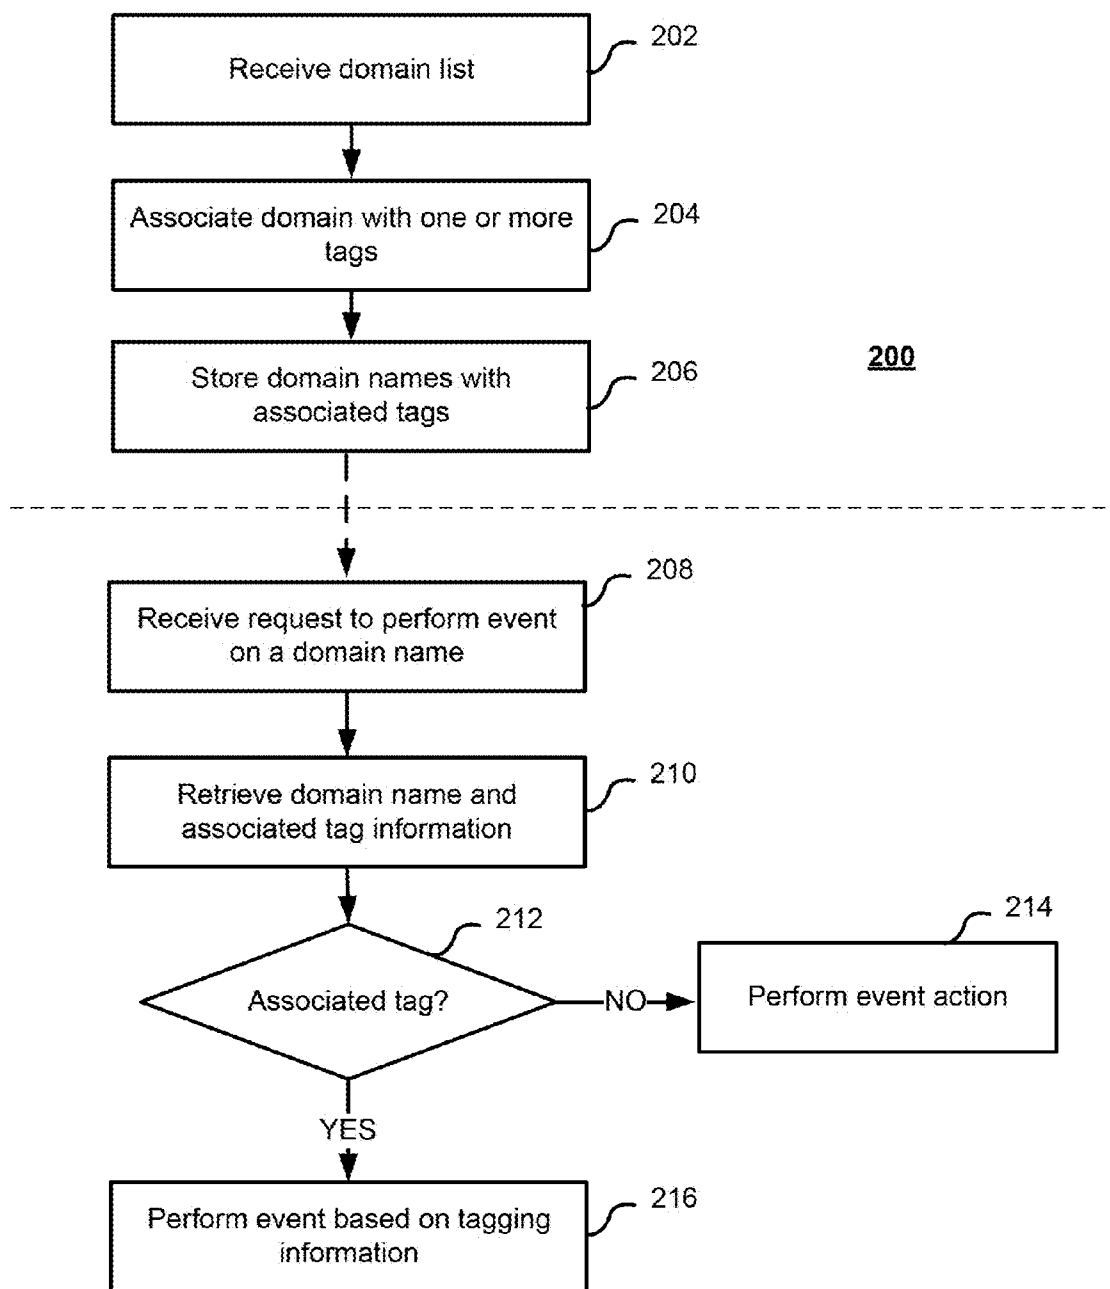 Receive domain list
202
Associate domain with one or more
tags
204
Store domain names with
associated tags
206
200
Receive request to perform event
on a domain name
208
Retrieve domain name and
associated tag information
210
Associated tag?
212
NO
Perform event action
214
YES
Perform event based on tagging
information
216